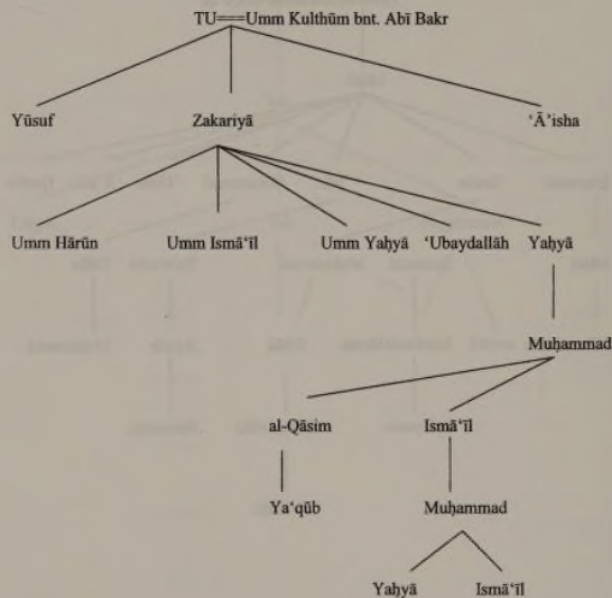 TU===Umm Kulthūm bnt. Abī Bakr
Yūsuf Zakariyā ‘Ā’isha
Umm Hārūn Umm Ismā‘īl Umm Yaḥyā ‘Ubaydallāh Yaḥyā
Muḥammad
al-Qāsim Ismā‘īl
Ya‘qūb Muḥammad
Yaḥyā Ismā‘īl